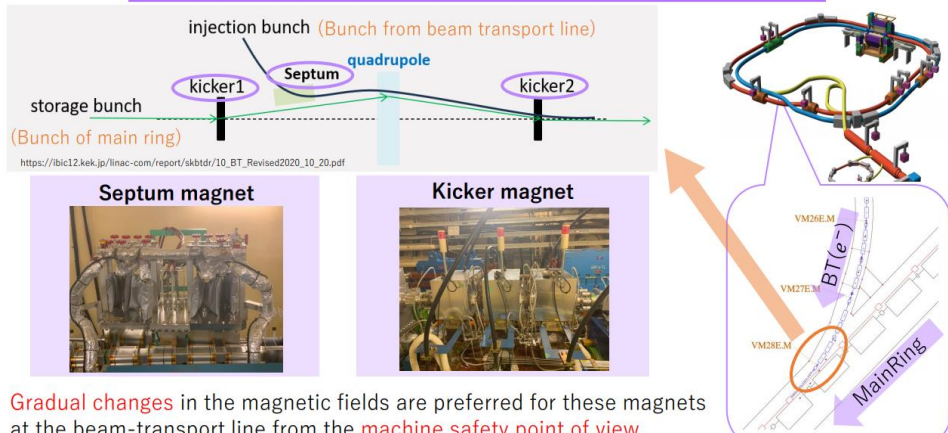 injection bunch (Bunch from beam transport line)
quadrupole
Septum
kicker1
kicker2
storage bunch
(Bunch of main ring)
https://ibic12.kek.jp/linac-com/report/skbtdr/10_BT_Revised2020_10_20.pdf
Septum magnet
Kicker magnet
VM26E.M
BT(e⁻)
VM27E.M
VM28E.M
MainRing
Gradual changes in the magnetic fields are preferred for these magnets
at the beam-transport line from the machine safety point of view